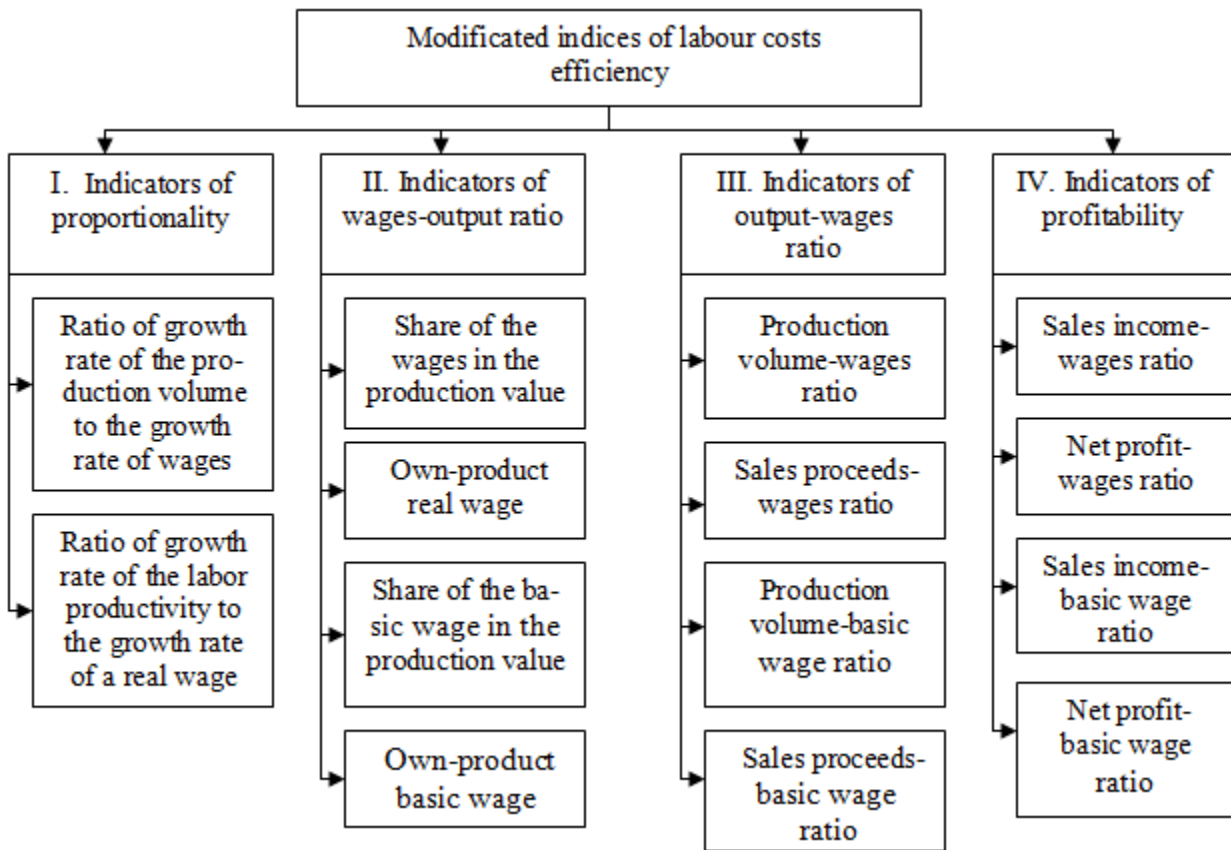 Modificated indices of labour costs
efficiency
I. Indicators of
proportionality
Ratio of growth
rate of the pro-
duction volume
to the growth
rate of wages
Ratio of growth
rate of the labor
productivity to
the growth rate
of a real wage
II. Indicators of
wages-output ratio
Share of the
wages in the
production value
Own-product
real wage
Share of the ba-
sic wage in the
production value
Own-product
basic wage
III. Indicators of
output-wages
ratio
Production
volume-wages
ratio
Sales proceeds-
wages ratio
Production
volume-basic
wage ratio
Sales proceeds-
basic wage
ratio
IV. Indicators of
profitability
Sales income-
wages ratio
Net profit-
wages ratio
Sales income-
basic wage
ratio
Net profit-
basic wage
ratio